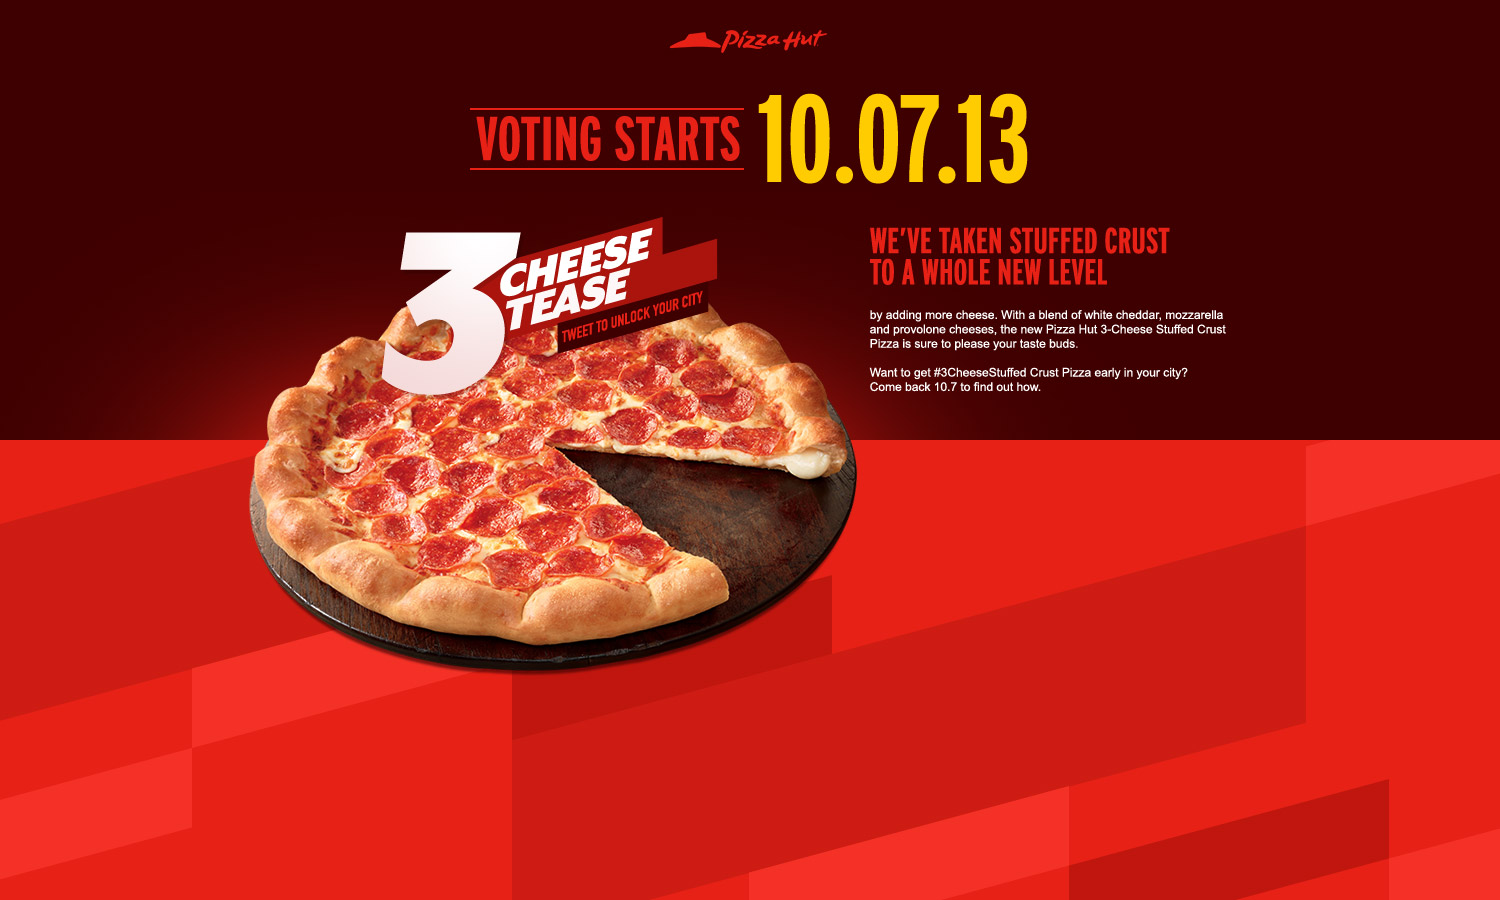 Pizza Hut
VOTING STARTS 10.07.13
3 CHEESE
TEASE
TWEET TO UNLOCK YOUR CITY
WE'VE TAKEN STUFFED CRUST
TO A WHOLE NEW LEVEL
by adding more cheese. With a blend of white cheddar, mozzarella
and provolone cheeses, the new Pizza Hut 3-Cheese Stuffed Crust
Pizza is sure to please your taste buds.
Want to get #3CheeseStuffed Crust Pizza early in your city?
Come back 10.7 to find out how.